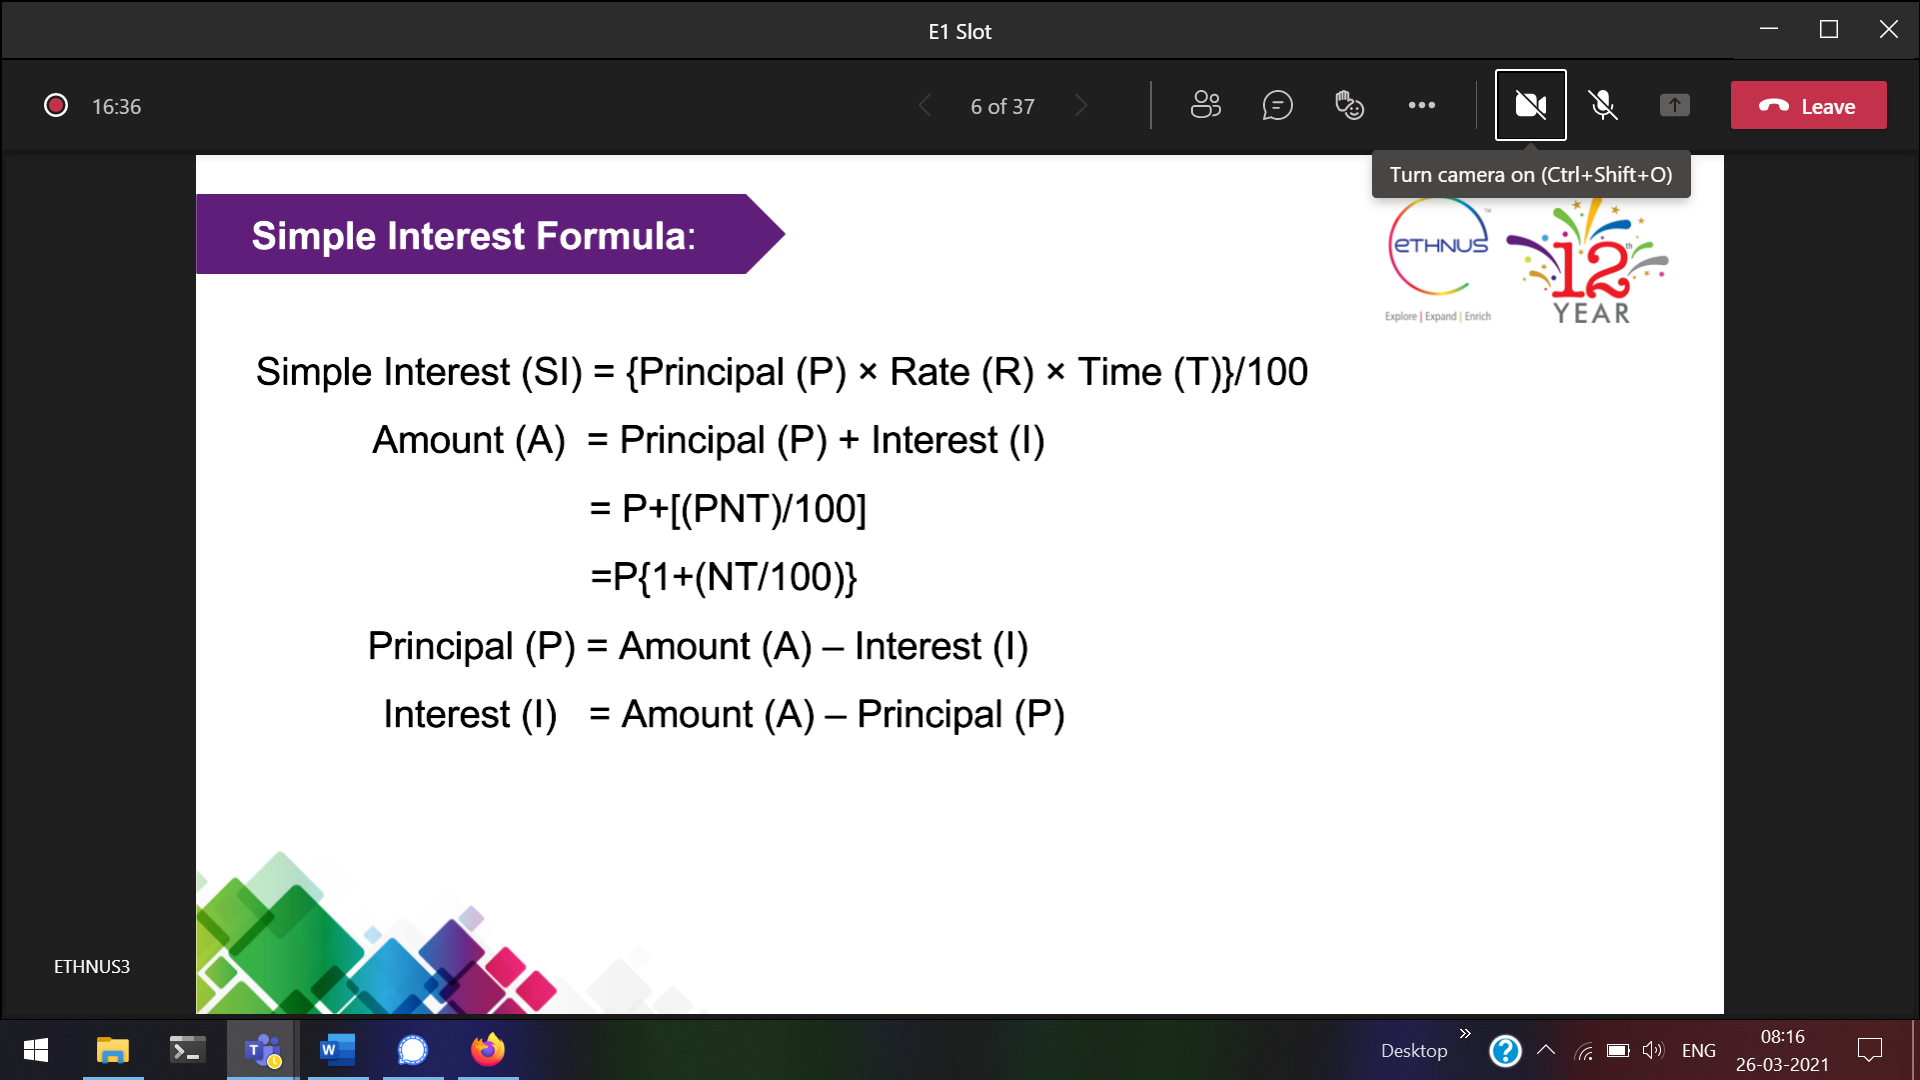 E1 Slot
16:36
6 of 37
Leave
Turn camera on (Ctrl+Shift+O)
Simple Interest Formula:
ETHNUS
TM
Explore | Expand | Enrich
12th
YEAR
Simple Interest (SI) = {Principal (P) × Rate (R) × Time (T)}/100
Amount (A) = Principal (P) + Interest (I)
= P+[(PNT)/100]
=P{1+(NT/100)}
Principal (P) = Amount (A) – Interest (I)
Interest (I) = Amount (A) – Principal (P)
ETHNUS3
Desktop
ENG
08:16
26-03-2021